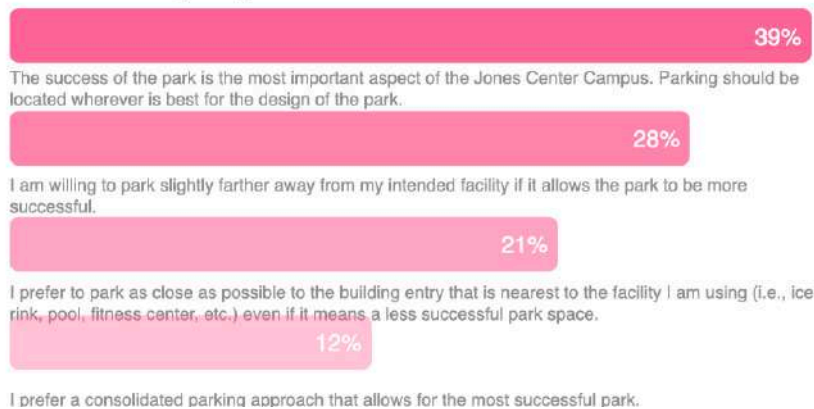 39%
The success of the park is the most important aspect of the Jones Center Campus. Parking should be
located wherever is best for the design of the park.
28%
I am willing to park slightly farther away from my intended facility if it allows the park to be more
successful.
21%
I prefer to park as close as possible to the building entry that is nearest to the facility I am using (i.e., ice
rink, pool, fitness center, etc.) even if it means a less successful park space.
12%
I prefer a consolidated parking approach that allows for the most successful park.